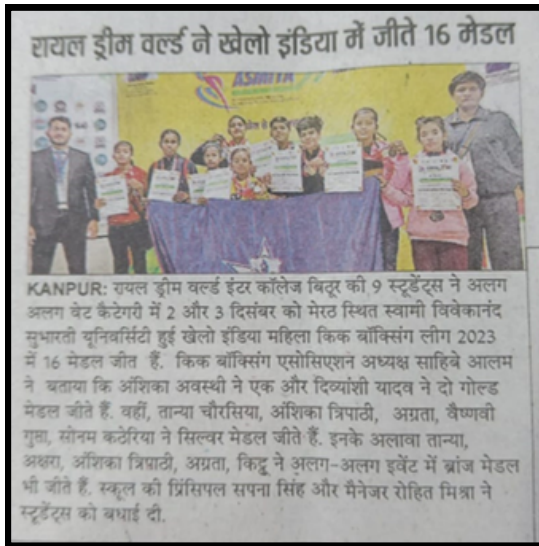 रायल ड्रीम वर्ल्ड ने खेलो इंडिया में जीते 16 मेडल
ASMITA
KANPUR: रायल ड्रीम वर्ल्ड इंटर कॉलेज बिठूर की 9 स्टूडेंट्स ने अलग
अलग वेट कैटेगरी में 2 और 3 दिसंबर को मेरठ स्थित स्वामी विवेकानंद
सुभारती यूनिवर्सिटी हुई खेलो इंडिया महिला किक बॉक्सिंग लीग 2023
में 16 मेडल जीत हैं. किक बॉक्सिंग एसोसिएशन अध्यक्ष साहिबे आलम
ने बताया कि अंशिका अवस्थी ने एक और दिव्यांशी यादव ने दो गोल्ड
मेडल जीते हैं. वहीं, तान्या चौरसिया, अंशिका त्रिपाठी, अग्रता, वैष्णवी
गुप्ता, सोनम कठेरिया ने सिल्वर मेडल जीते हैं. इनके अलावा तान्या,
अक्षरा, अंशिका त्रिपाठी, अग्रता, किट्टू ने अलग-अलग इवेंट में ब्रांज मेडल
भी जीते हैं. स्कूल की प्रिंसिपल सपना सिंह और मैनेजर रोहित मिश्रा ने
स्टूडेंट्स को बधाई दी.